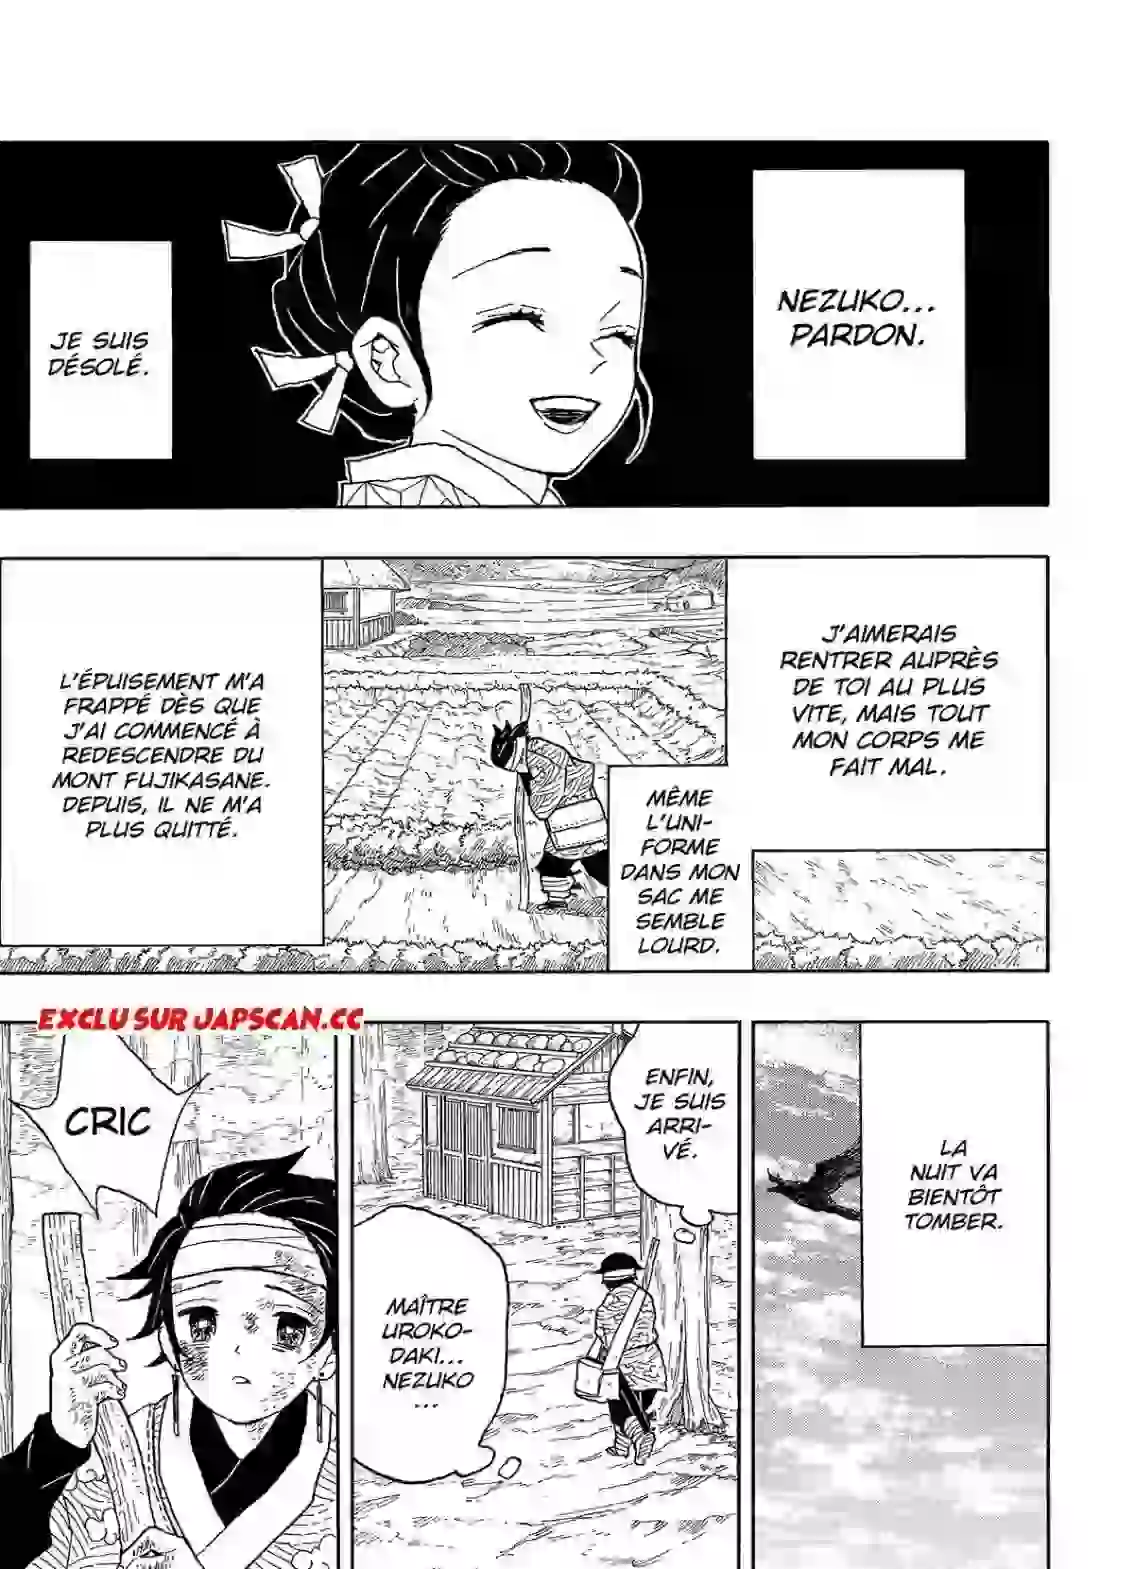 NEZUKO...
PARDON.
JE SUIS
DÉSOLÉ.
J'AIMERAIS
RENTRER AUPRÈS
DE TOI AU PLUS
VITE, MAIS TOUT
MON CORPS ME
FAIT MAL.
MÊME
L'UNI-
FORME
DANS MON
SAC ME
SEMBLE
LOURD.
L'ÉPUISEMENT M'A
FRAPPÉ DÈS QUE
J'AI COMMENCÉ À
REDESCENDRE DU
MONT FUJIKASANE.
DEPUIS, IL NE M'A
PLUS QUITTÉ.
LA
NUIT VA
BIENTÔT
TOMBER.
ENFIN,
JE SUIS
ARRI-
VÉ.
MAÎTRE
UROKO-
DAKI...
NEZUKO
...
EXCLU SUR JAPSCAN.CC
CRIC